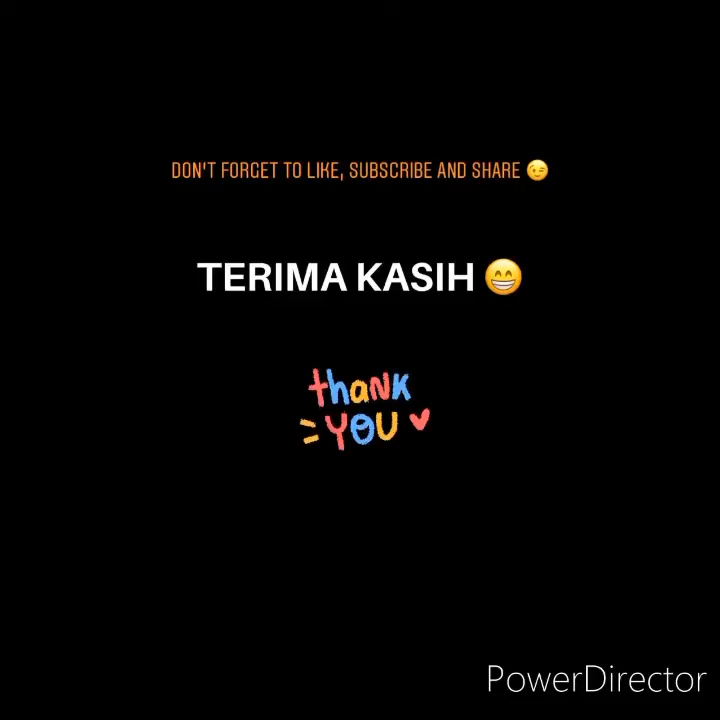 DON'T FORGET TO LIKE, SUBSCRIBE AND SHARE 😉
TERIMA KASIH 😁
thaNK
YOU
PowerDirector